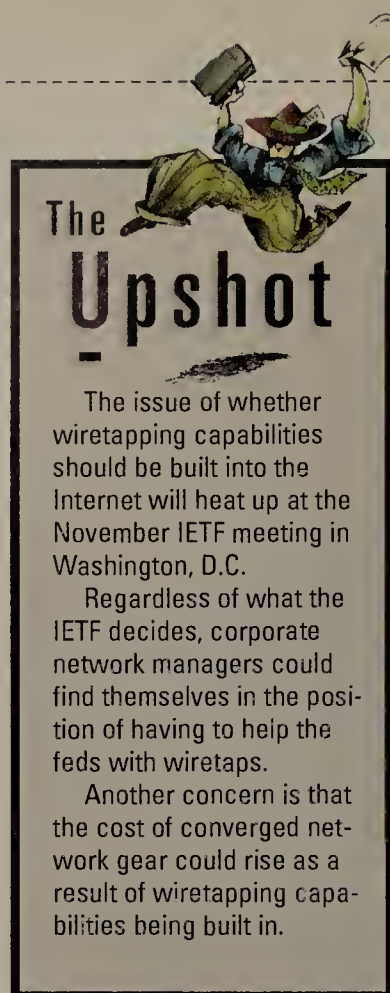 The
Upshot
The issue of whether
wiretapping capabilities
should be built into the
Internet will heat up at the
November IETF meeting in
Washington, D.C.
Regardless of what the
IETF decides, corporate
network managers could
find themselves in the posi-
tion of having to help the
feds with wiretaps.
Another concern is that
the cost of converged net-
work gear could rise as a
result of wiretapping capa-
bilities being built in.